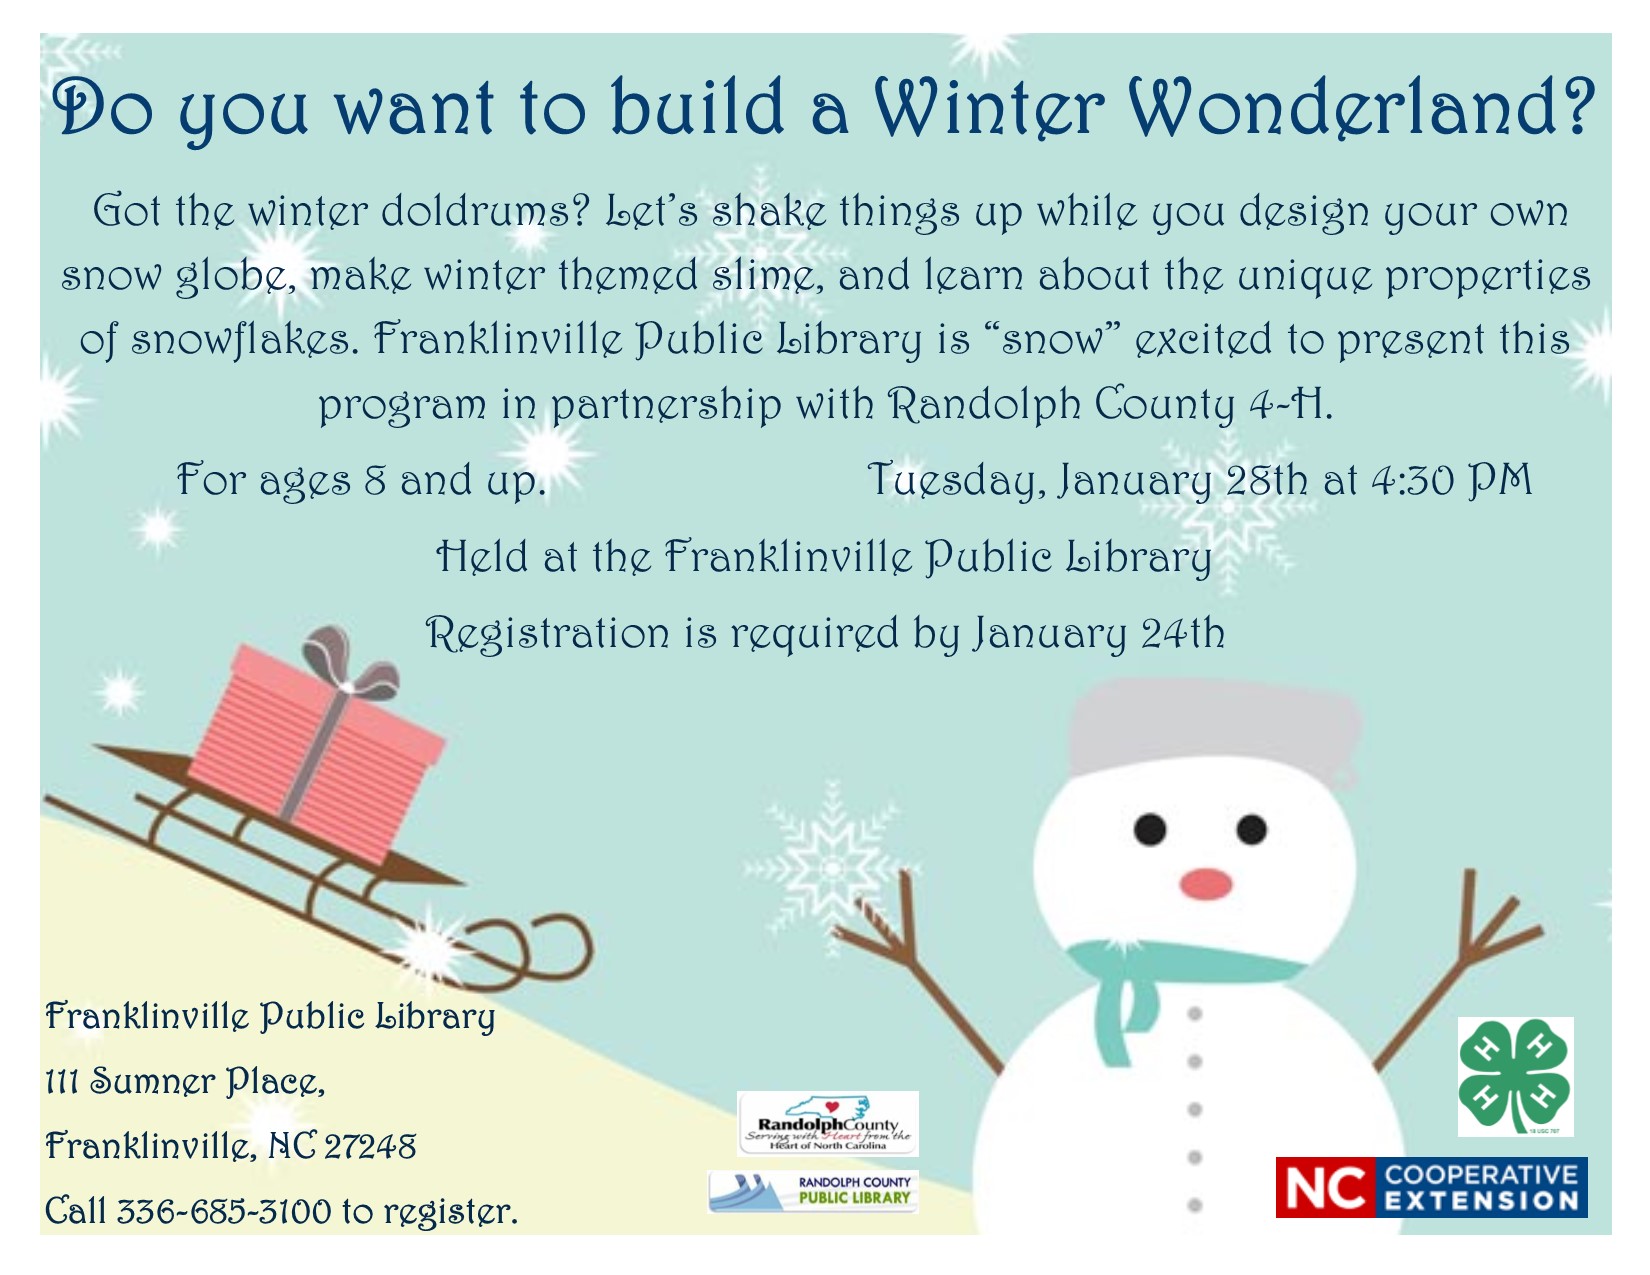 Do you want to build a Winter Wonderland?
Got the winter doldrums? Let's shake things up while you design your own
snow globe, make winter themed slime, and learn about the unique properties
of snowflakes. Franklinville Public Library is “snow” excited to present this
program in partnership with Randolph County 4-H.
For ages 8 and up. Tuesday, January 28th at 4:30 PM
Held at the Franklinville Public Library
Registration is required by January 24th
Franklinville Public Library
111 Sumner Place,
Franklinville, NC 27248
Call 336-685-3100 to register.
RandolphCounty
Serving with Heart from the
Heart of North Carolina
RANDOLPH COUNTY
PUBLIC LIBRARY
H H
H H
18 USC 707
NC COOPERATIVE
EXTENSION